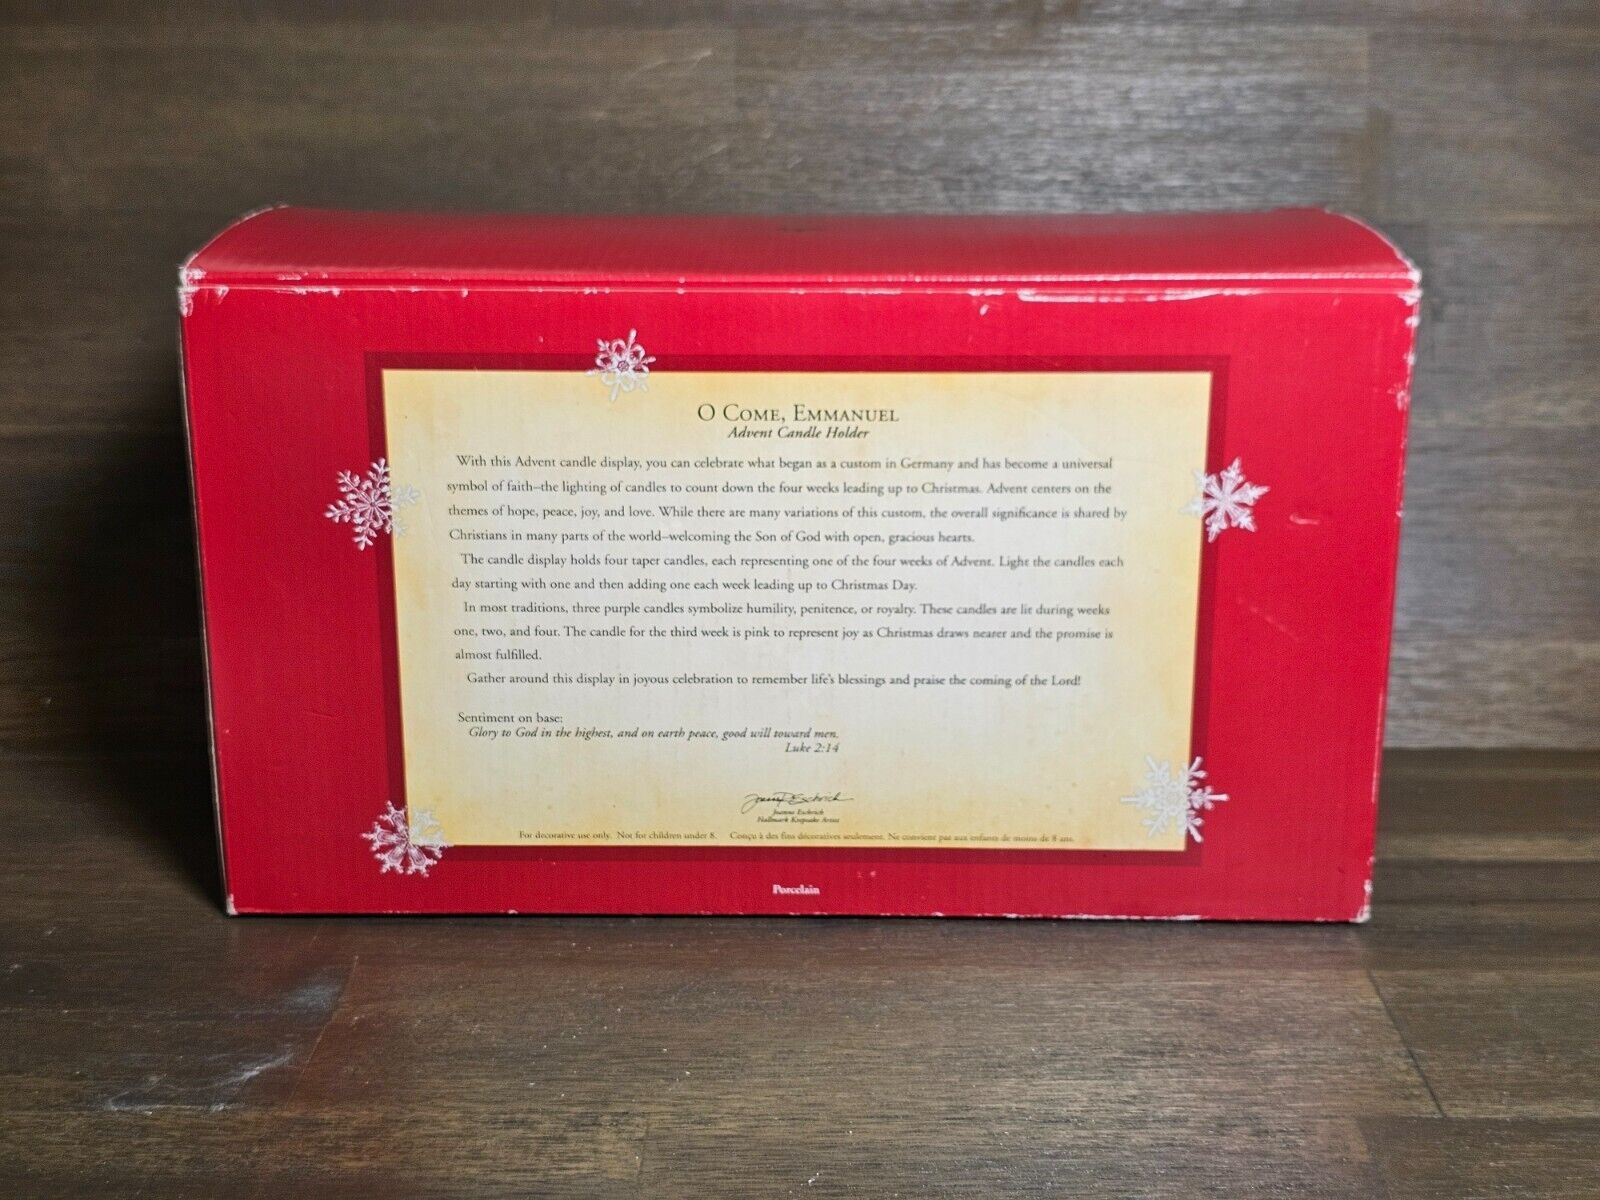 O Come, Emmanuel
Advent Candle Holder
With this Advent candle display, you can celebrate what began as a custom in Germany and has become a universal
symbol of faith–the lighting of candles to count down the four weeks leading up to Christmas. Advent centers on the
themes of hope, peace, joy, and love. While there are many variations of this custom, the overall significance is shared by
Christians in many parts of the world–welcoming the Son of God with open, gracious hearts.
The candle display holds four taper candles, each representing one of the four weeks of Advent. Light the candles each
day starting with one and then adding one each week leading up to Christmas Day.
In most traditions, three purple candles symbolize humility, penitence, or royalty. These candles are lit during weeks
one, two, and four. The candle for the third week is pink to represent joy as Christmas draws nearer and the promise is
almost fulfilled.
Gather around this display in joyous celebration to remember life's blessings and praise the coming of the Lord!
Sentiment on base:
Glory to God in the highest, and on earth peace, good will toward men.
Luke 2:14
Joanne Eschrich
Joanne Eschrich
Hallmark Keepsake Artist
For decorative use only. Not for children under 8. Conçu à des fins décoratives seulement. Ne convient pas aux enfants de moins de 8 ans.
Porcelain